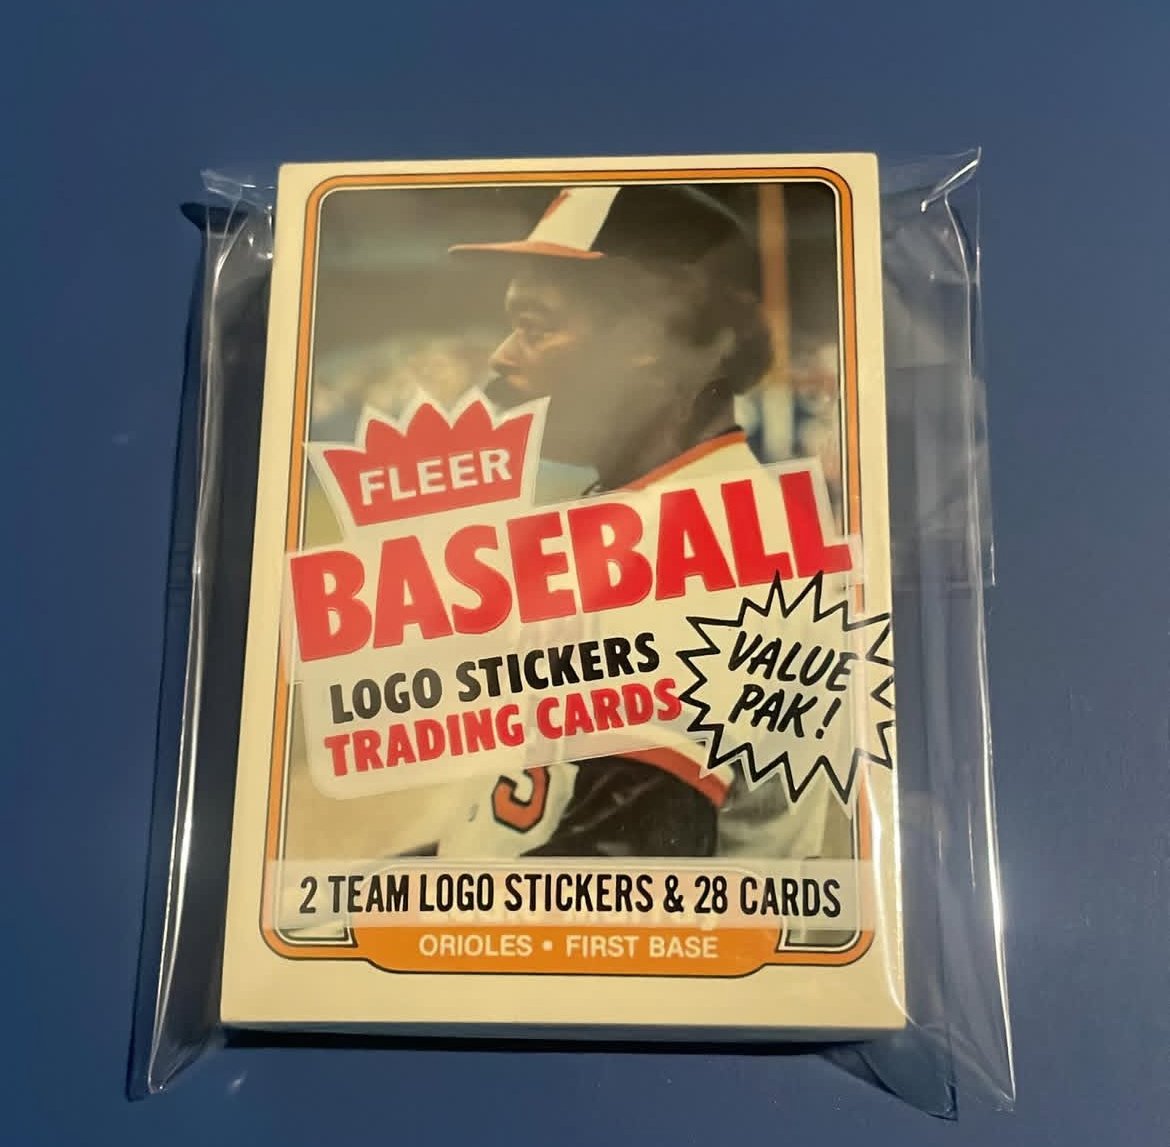 FLEER
BASEBALL
LOGO STICKERS
TRADING CARDS
VALUE
PAK!
2 TEAM LOGO STICKERS & 28 CARDS
ORIOLES • FIRST BASE